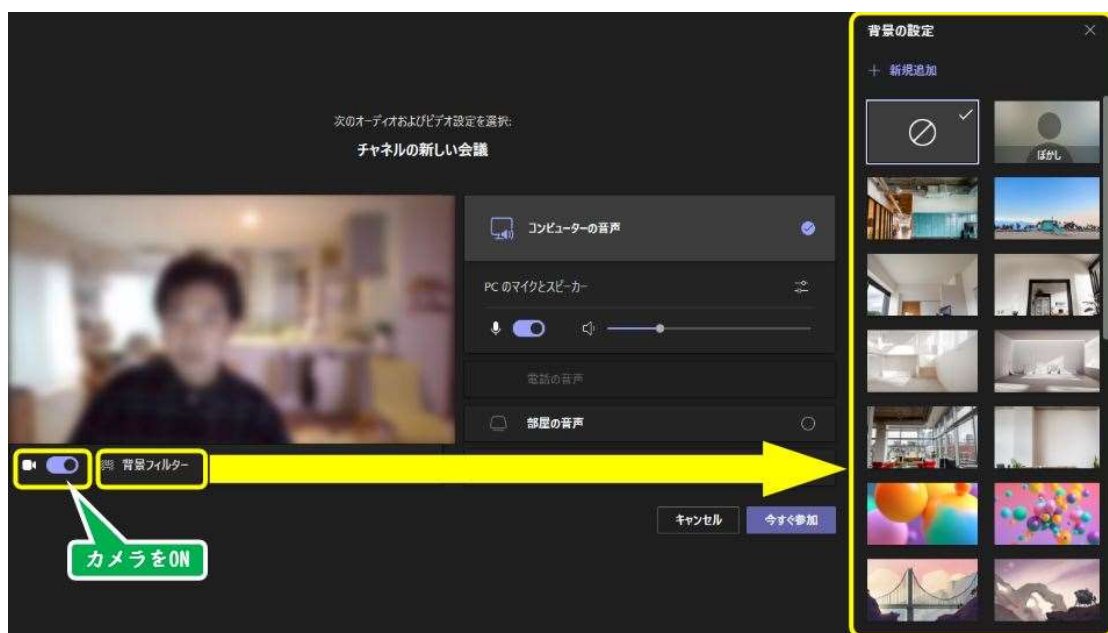 次のオーディオおよびビデオ設定を選択:
チャネルの新しい会議
コンピューターの音声
PC のマイクとスピーカー
電話の音声
部屋の音声
背景フィルター
キャンセル
今すぐ参加
カメラをON
背景の設定
新規追加
ぼかし